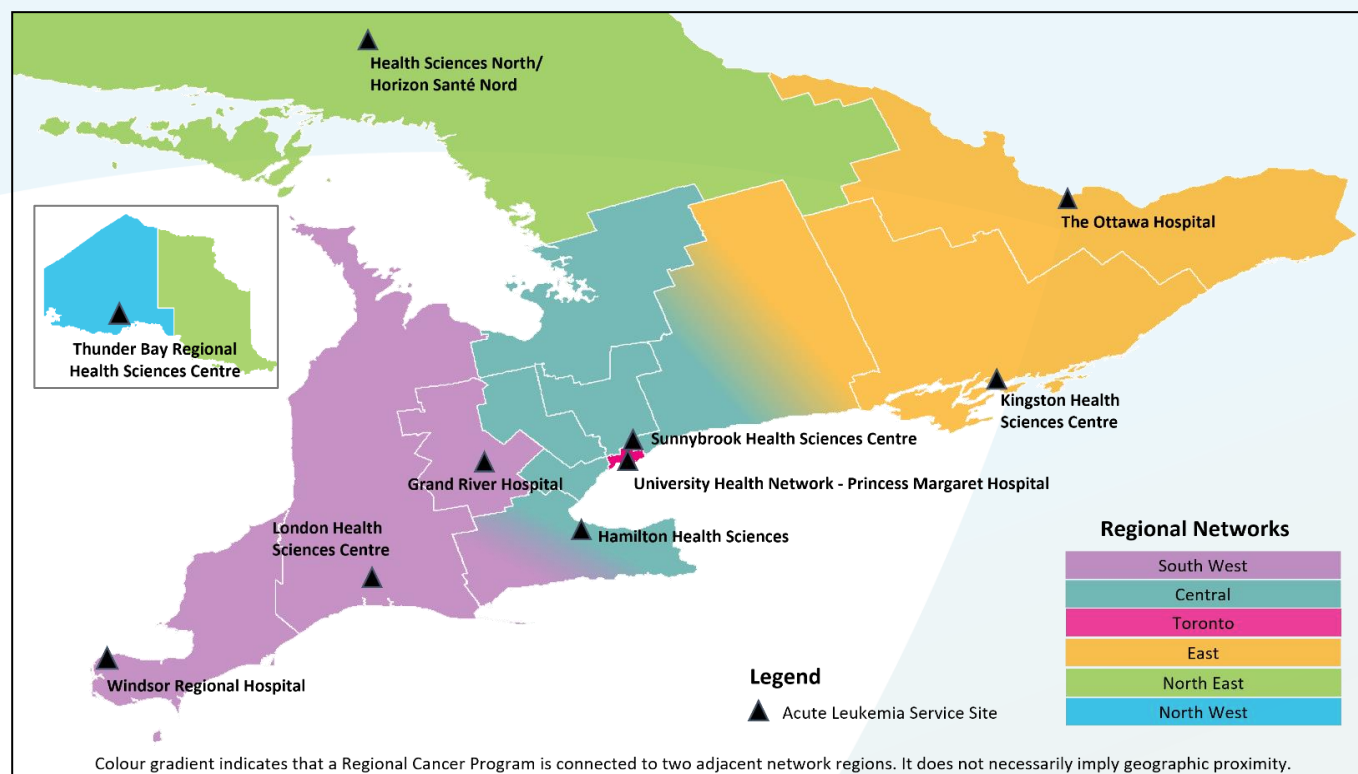 Health Sciences North/
Horizon Santé Nord
The Ottawa Hospital
Thunder Bay Regional
Health Sciences Centre
Kingston Health
Sciences Centre
Sunnybrook Health Sciences Centre
Grand River Hospital
University Health Network - Princess Margaret Hospital
London Health
Sciences Centre
Hamilton Health Sciences
Windsor Regional Hospital
Regional Networks
South West
Central
Toronto
East
North East
North West
Legend
Acute Leukemia Service Site
Colour gradient indicates that a Regional Cancer Program is connected to two adjacent network regions. It does not necessarily imply geographic proximity.